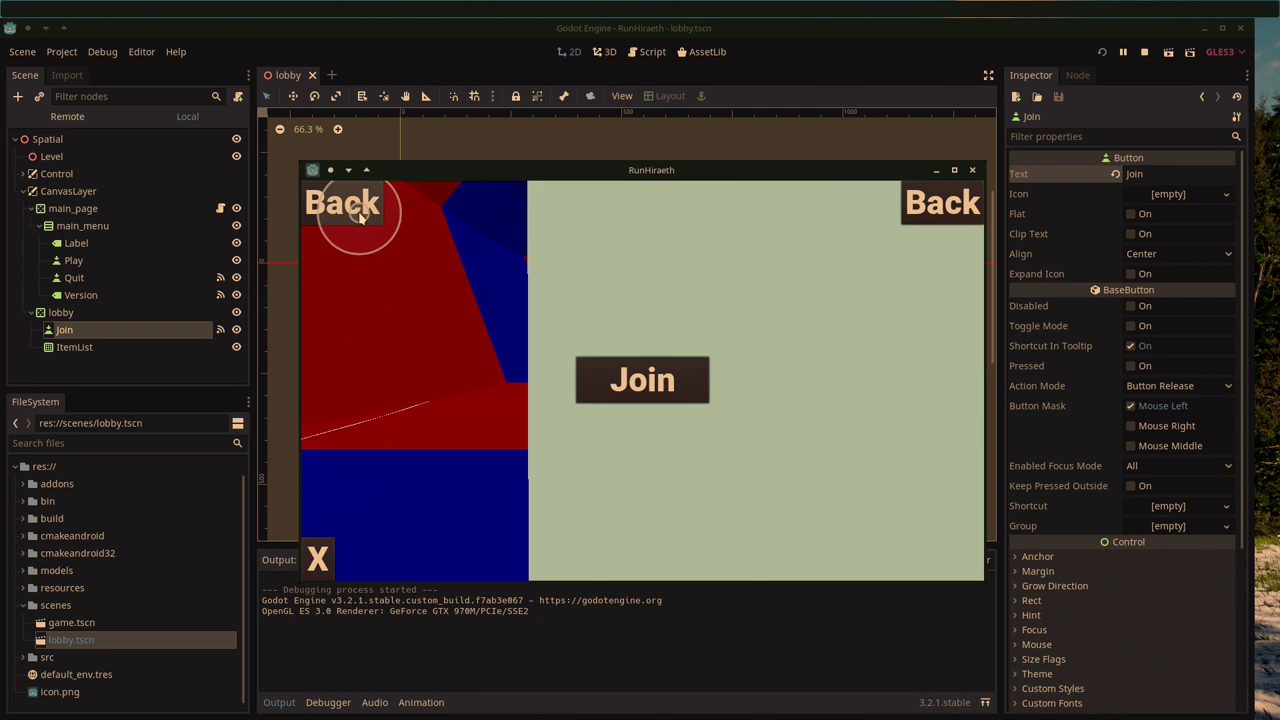 Godot Engine - RunHiraeth - lobby.tscn
Scene Project Debug Editor Help
2D 3D Script AssetLib
GLES3
Scene Import
Filter nodes
Remote Local
Spatial
Level
Control
CanvasLayer
main_page
main_menu
Label
Play
Quit
Version
lobby
Join
ItemList
FileSystem
res://scenes/lobby.tscn
Search files
res://
addons
bin
build
cmakeandroid
cmakeandroid32
models
resources
scenes
game.tscn
lobby.tscn
src
default_env.tres
icon.png
lobby
View Layout
0 500 1000
66.3 %
0
500
RunHiraeth
Back Back
Join
X
Output:
--- Debugging process started ---
Godot Engine v3.2.1.stable.custom_build.f7ab3e067 - https://godotengine.org
OpenGL ES 3.0 Renderer: GeForce GTX 970M/PCIe/SSE2
Output Debugger Audio Animation
3.2.1.stable
Inspector Node
Join
Filter properties
Button
Text Join
Icon [empty]
Flat On
Clip Text On
Align Center
Expand Icon On
BaseButton
Disabled On
Toggle Mode On
Shortcut In Tooltip On
Pressed On
Action Mode Button Release
Button Mask Mouse Left
Mouse Right
Mouse Middle
Enabled Focus Mode All
Keep Pressed Outside On
Shortcut [empty]
Group [empty]
Control
Anchor
Margin
Grow Direction
Rect
Hint
Focus
Mouse
Size Flags
Theme
Custom Styles
Custom Fonts